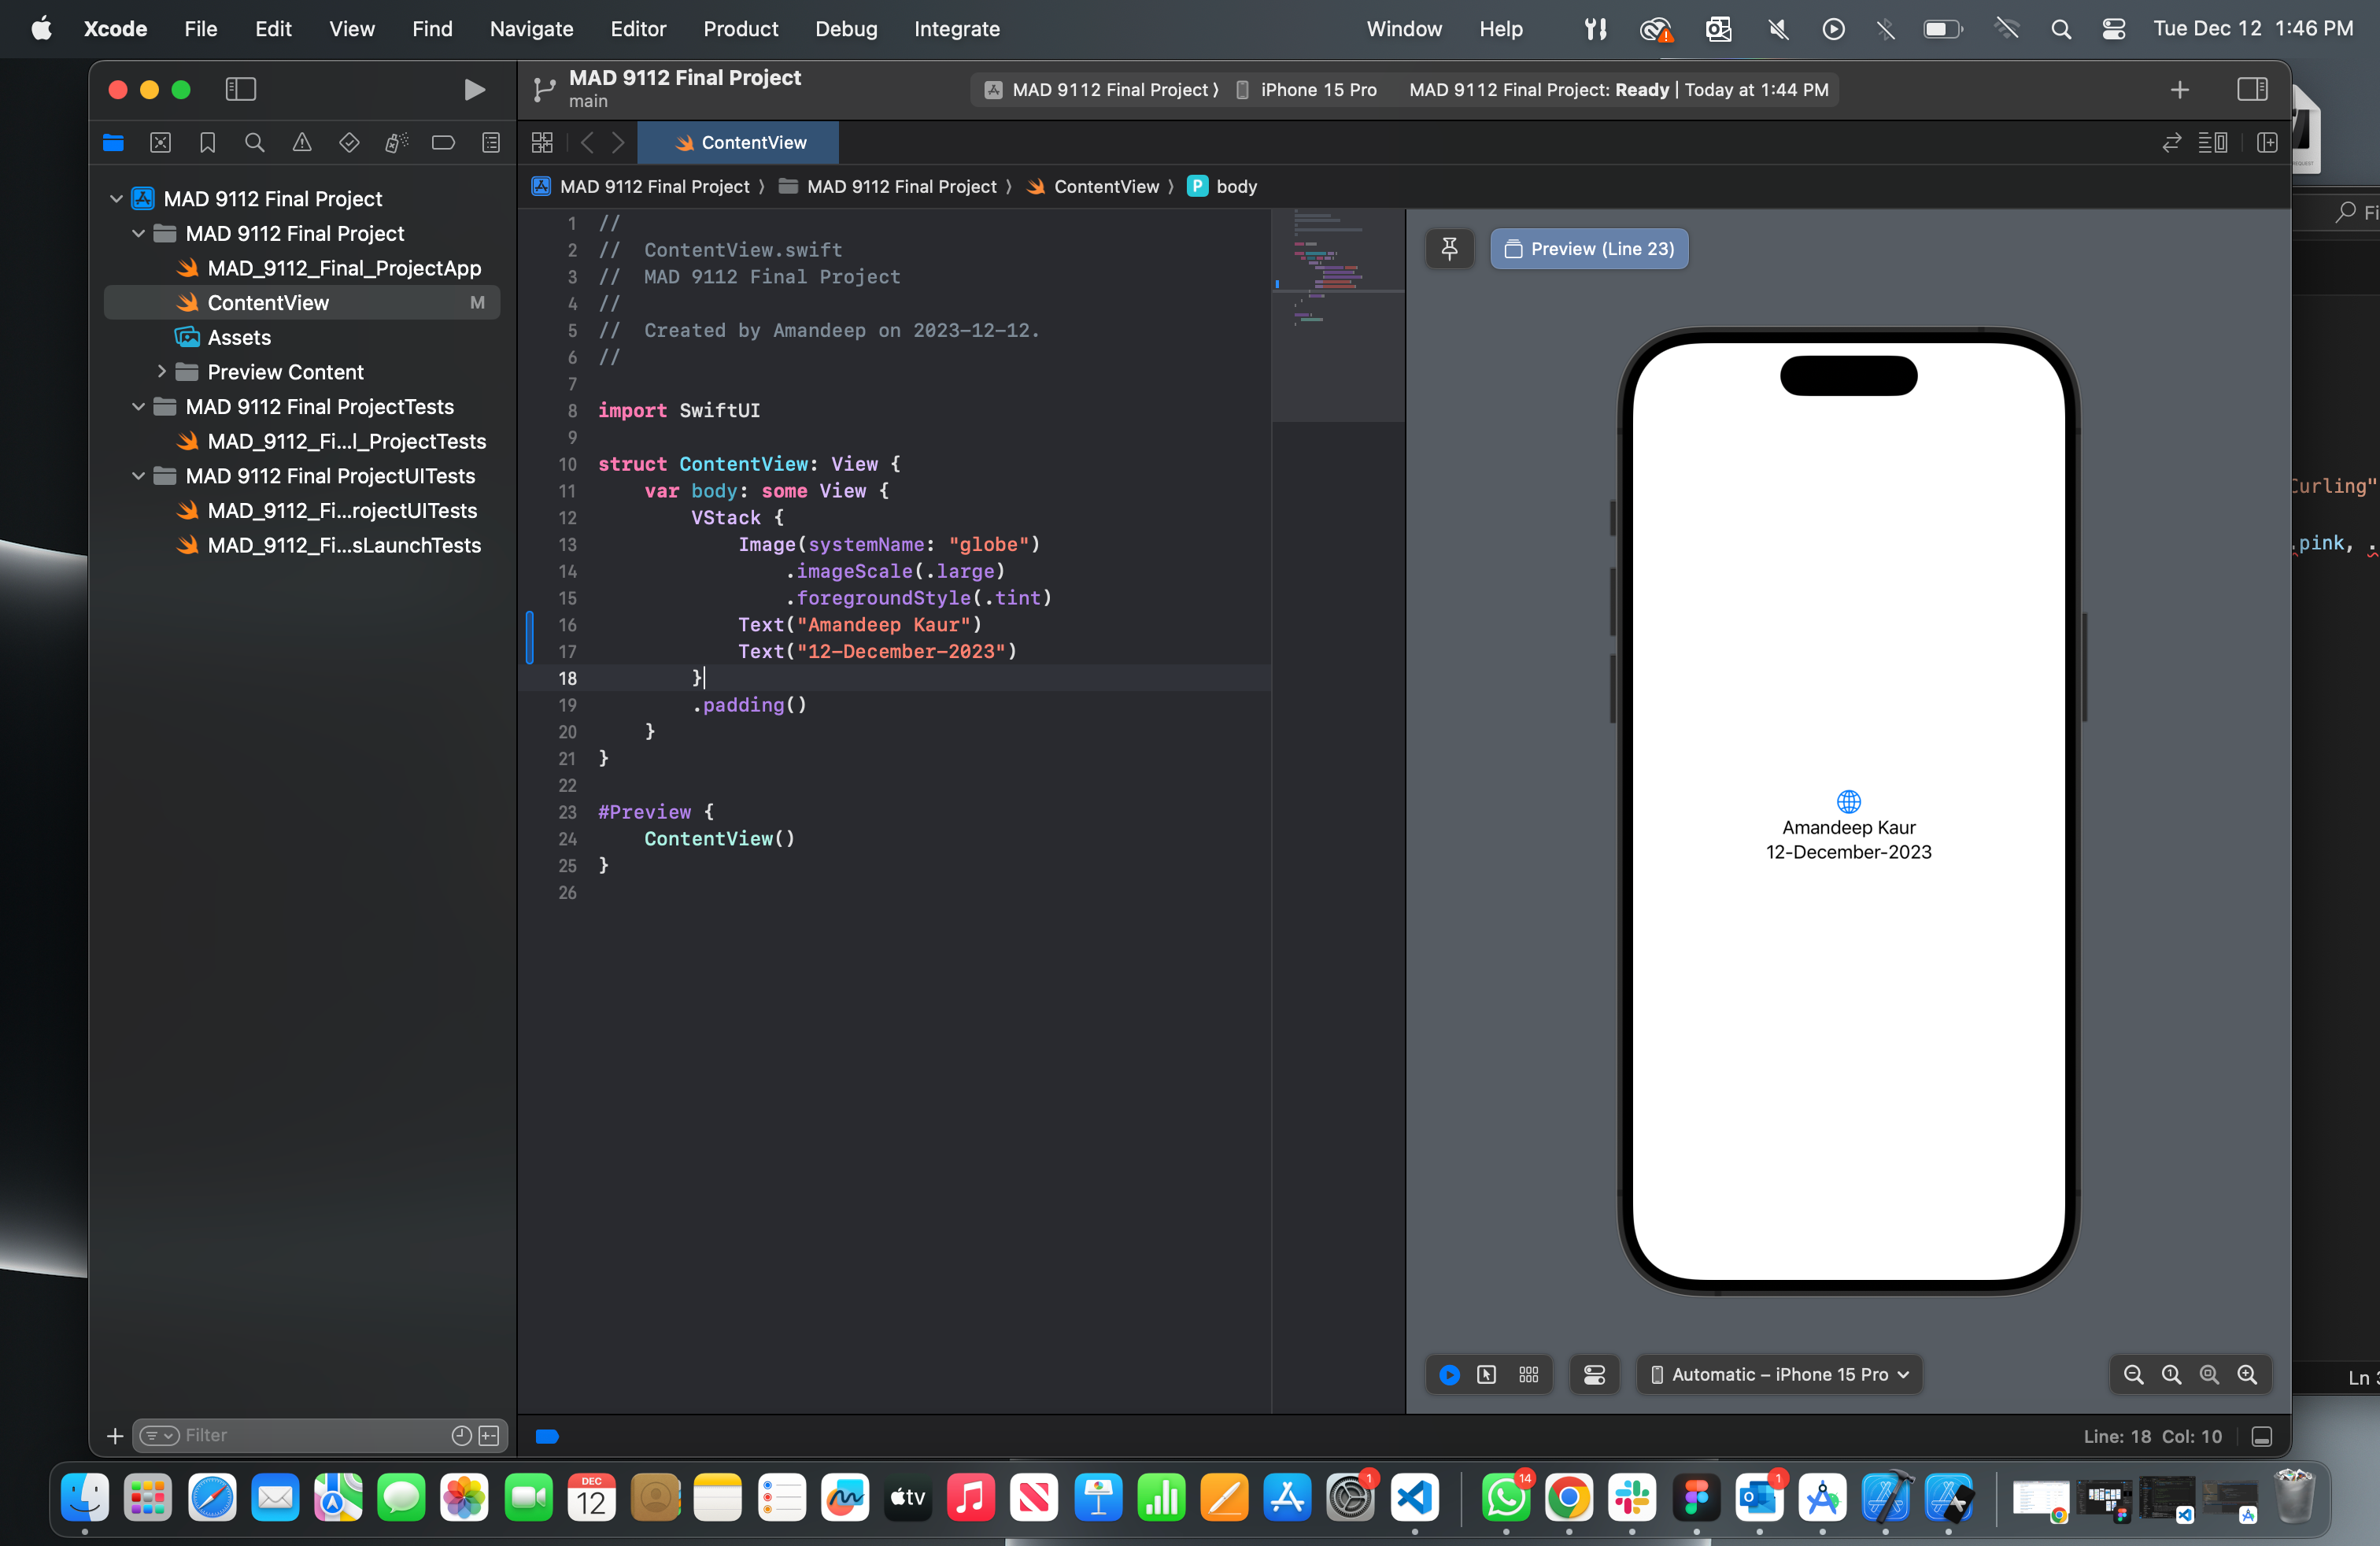 Xcode File Edit View Find Navigate Editor Product Debug Integrate Window Help Tue Dec 12 1:46 PM
MAD 9112 Final Project
main
MAD 9112 Final Project ⟩ iPhone 15 Pro MAD 9112 Final Project: Ready | Today at 1:44 PM
ContentView
MAD 9112 Final Project ⟩ MAD 9112 Final Project ⟩ ContentView ⟩ P body
MAD 9112 Final Project
MAD 9112 Final Project
MAD_9112_Final_ProjectApp
ContentView M
Assets
Preview Content
MAD 9112 Final ProjectTests
MAD_9112_Fi...l_ProjectTests
MAD 9112 Final ProjectUITests
MAD_9112_Fi...rojectUITests
MAD_9112_Fi...sLaunchTests
Filter
1 //
2 //  ContentView.swift
3 //  MAD 9112 Final Project
4 //
5 //  Created by Amandeep on 2023-12-12.
6 //
7
8 import SwiftUI
9
10 struct ContentView: View {
11     var body: some View {
12         VStack {
13             Image(systemName: "globe")
14                 .imageScale(.large)
15                 .foregroundStyle(.tint)
16             Text("Amandeep Kaur")
17             Text("12-December-2023")
18         }
19         .padding()
20     }
21 }
22
23 #Preview {
24     ContentView()
25 }
26
Preview (Line 23)
Amandeep Kaur
12-December-2023
Automatic – iPhone 15 Pro
Line: 18 Col: 10
REQUEST
Fi
Curling"
.pink, .
Ln
DEC
12
tv
1
14
1